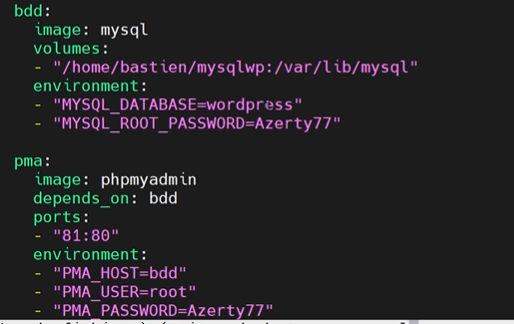 bdd:
  image: mysql
  volumes:
  - "/home/bastien/mysqlwp:/var/lib/mysql"
  environment:
  - "MYSQL_DATABASE=wordpress"
  - "MYSQL_ROOT_PASSWORD=Azerty77"

pma:
  image: phpmyadmin
  depends_on: bdd
  ports:
  - "81:80"
  environment:
  - "PMA_HOST=bdd"
  - "PMA_USER=root"
  - "PMA_PASSWORD=Azerty77"